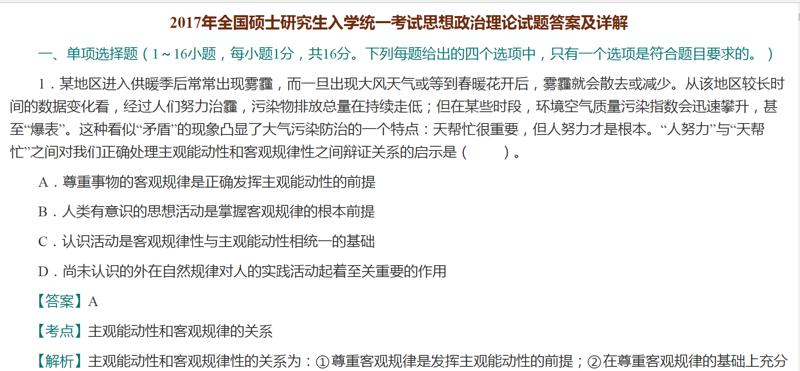 2017年全国硕士研究生入学统一考试思想政治理论试题答案及详解
一、单项选择题（1～16小题，每小题1分，共16分。下列每题给出的四个选项中，只有一个选项是符合题目要求的。）
1．某地区进入供暖季后常常出现雾霾，而一旦出现大风天气或等到春暖花开后，雾霾就会散去或减少。从该地区较长时
间的数据变化看，经过人们努力治霾，污染物排放总量在持续走低；但在某些时段，环境空气质量污染指数会迅速攀升，甚
至“爆表”。这种看似“矛盾”的现象凸显了大气污染防治的一个特点：天帮忙很重要，但人努力才是根本。“人努力”与“天帮
忙”之间对我们正确处理主观能动性和客观规律性之间辩证关系的启示是（　　）。
A．尊重事物的客观规律是正确发挥主观能动性的前提
B．人类有意识的思想活动是掌握客观规律的根本前提
C．认识活动是客观规律性与主观能动性相统一的基础
D．尚未认识的外在自然规律对人的实践活动起着至关重要的作用
【答案】A
【考点】主观能动性和客观规律的关系
【解析】主观能动性和客观规律性的关系为：①尊重客观规律是发挥主观能动性的前提；②在尊重客观规律的基础上充分